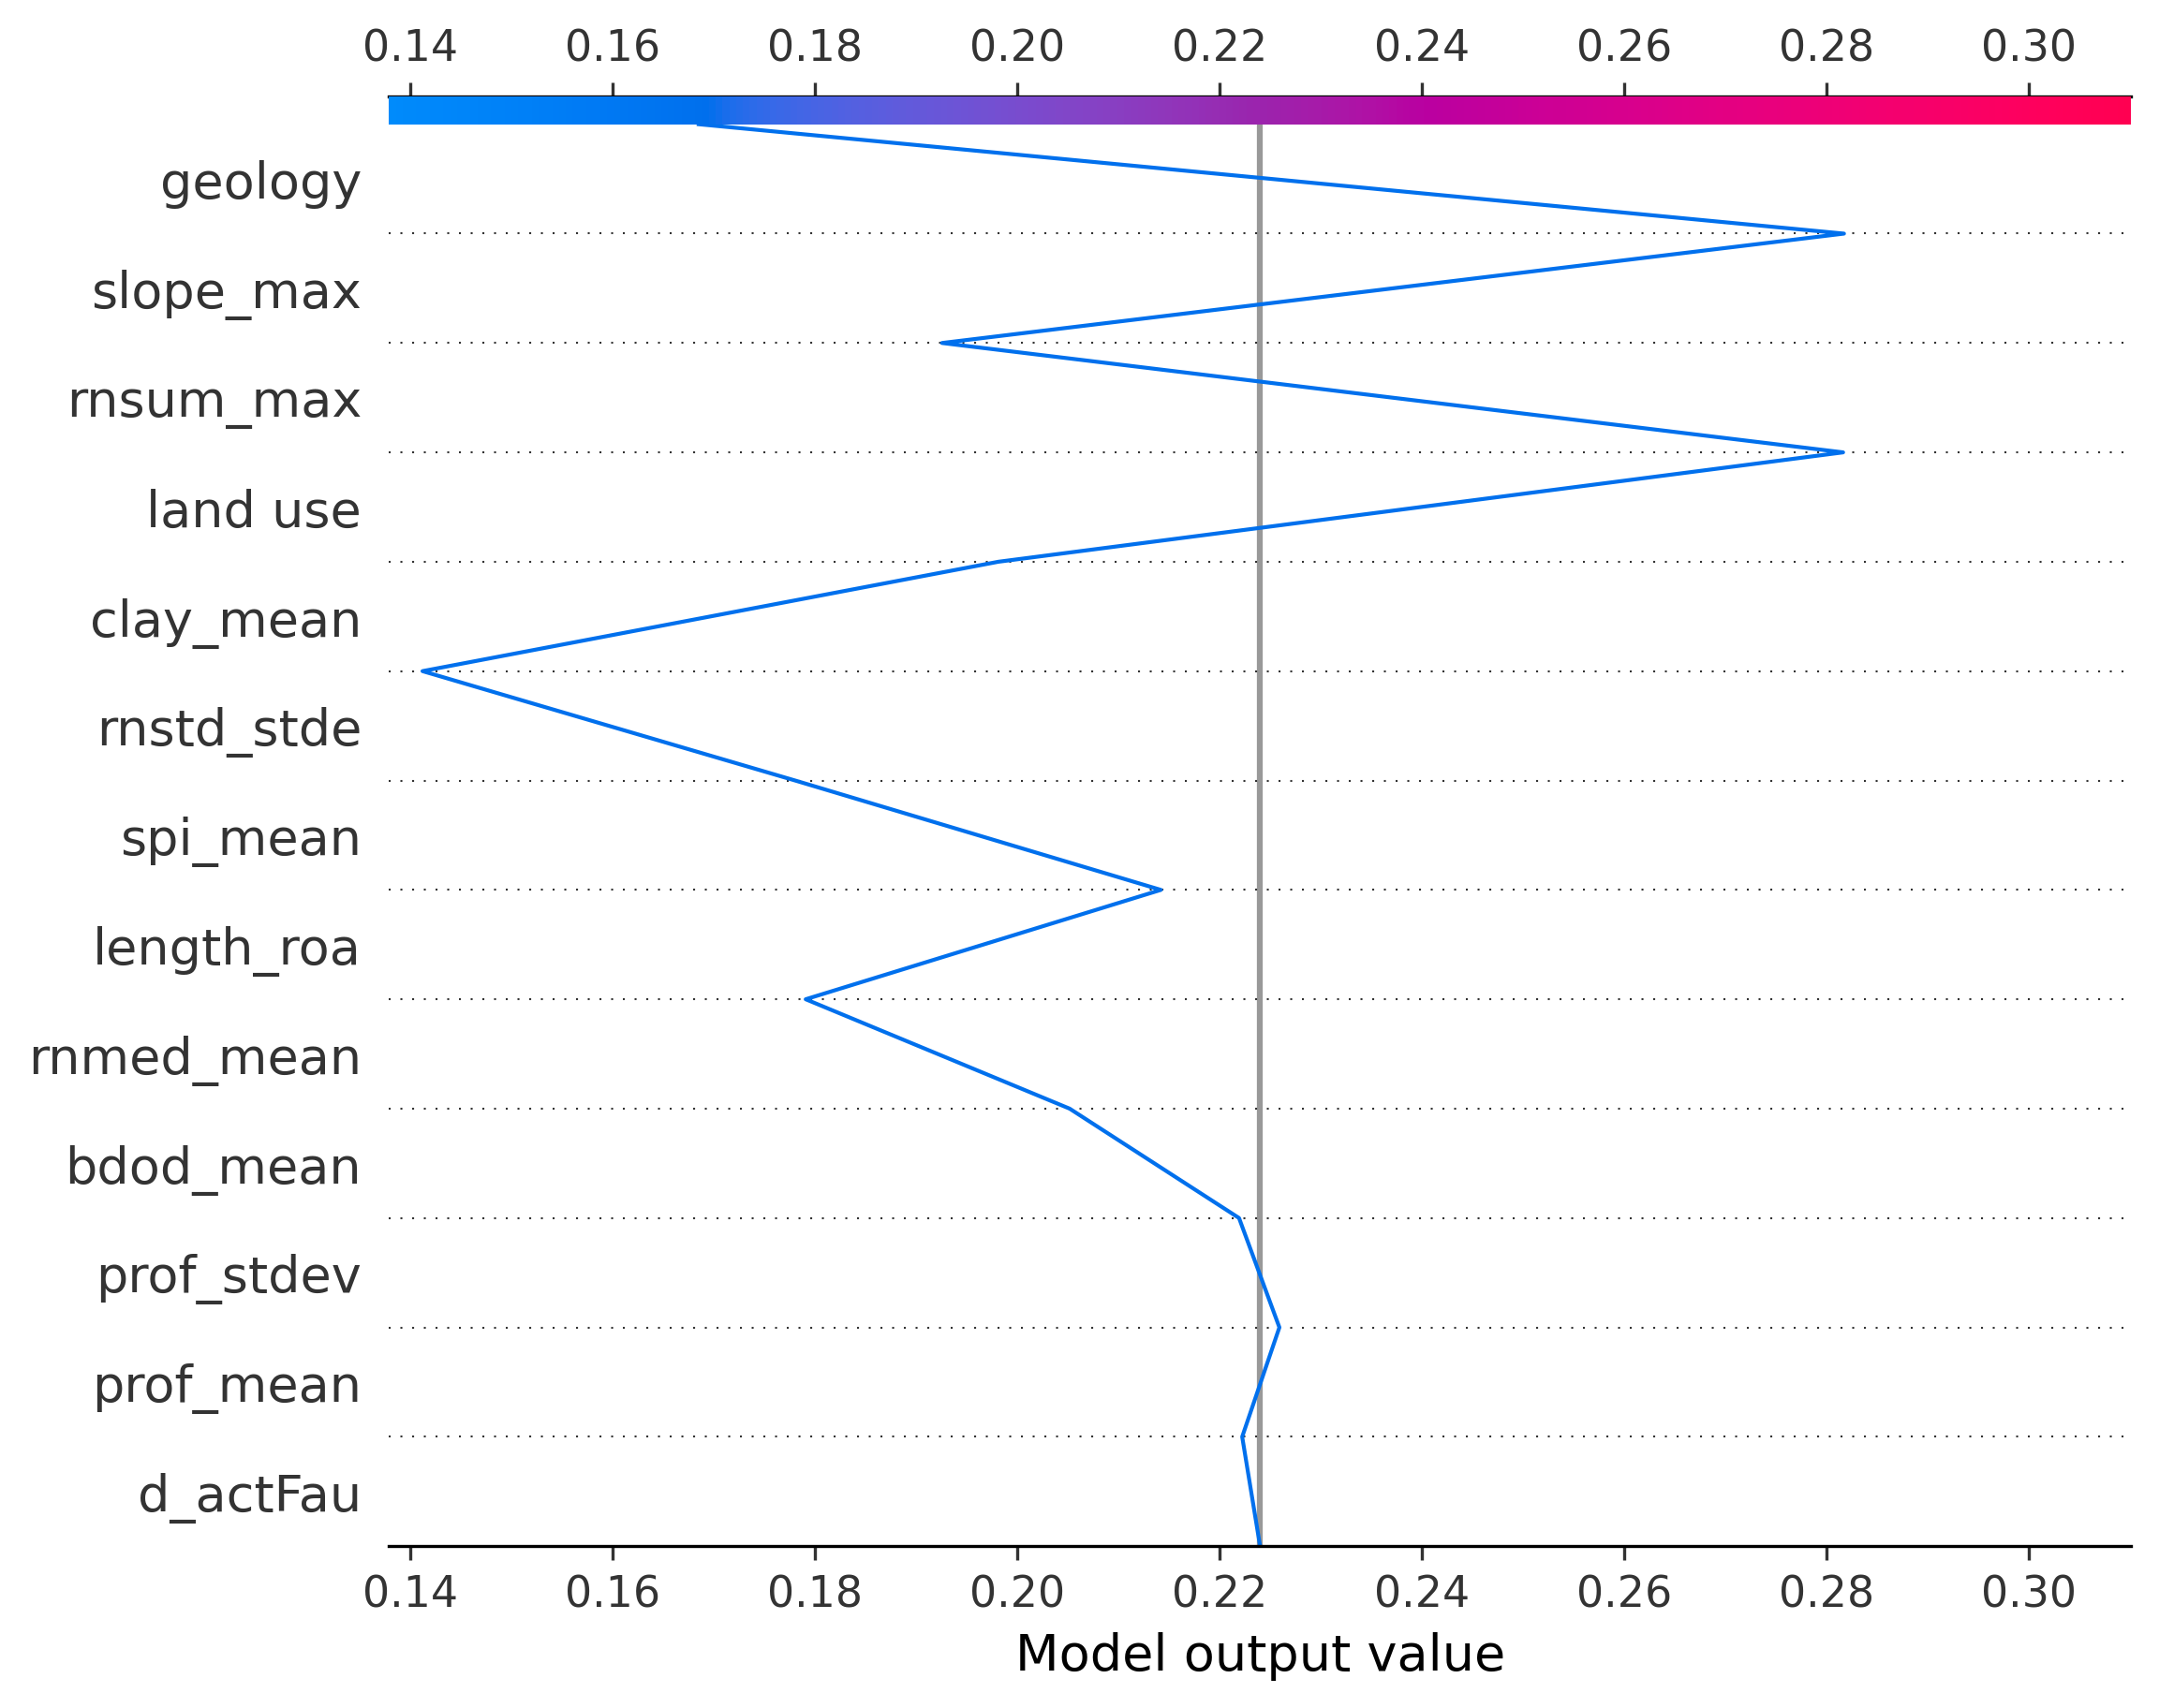 0.14 0.16 0.18 0.20 0.22 0.24 0.26 0.28 0.30
geology
slope_max
rnsum_max
land use
clay_mean
rnstd_stde
spi_mean
length_roa
rnmed_mean
bdod_mean
prof_stdev
prof_mean
d_actFau
0.14 0.16 0.18 0.20 0.22 0.24 0.26 0.28 0.30
Model output value